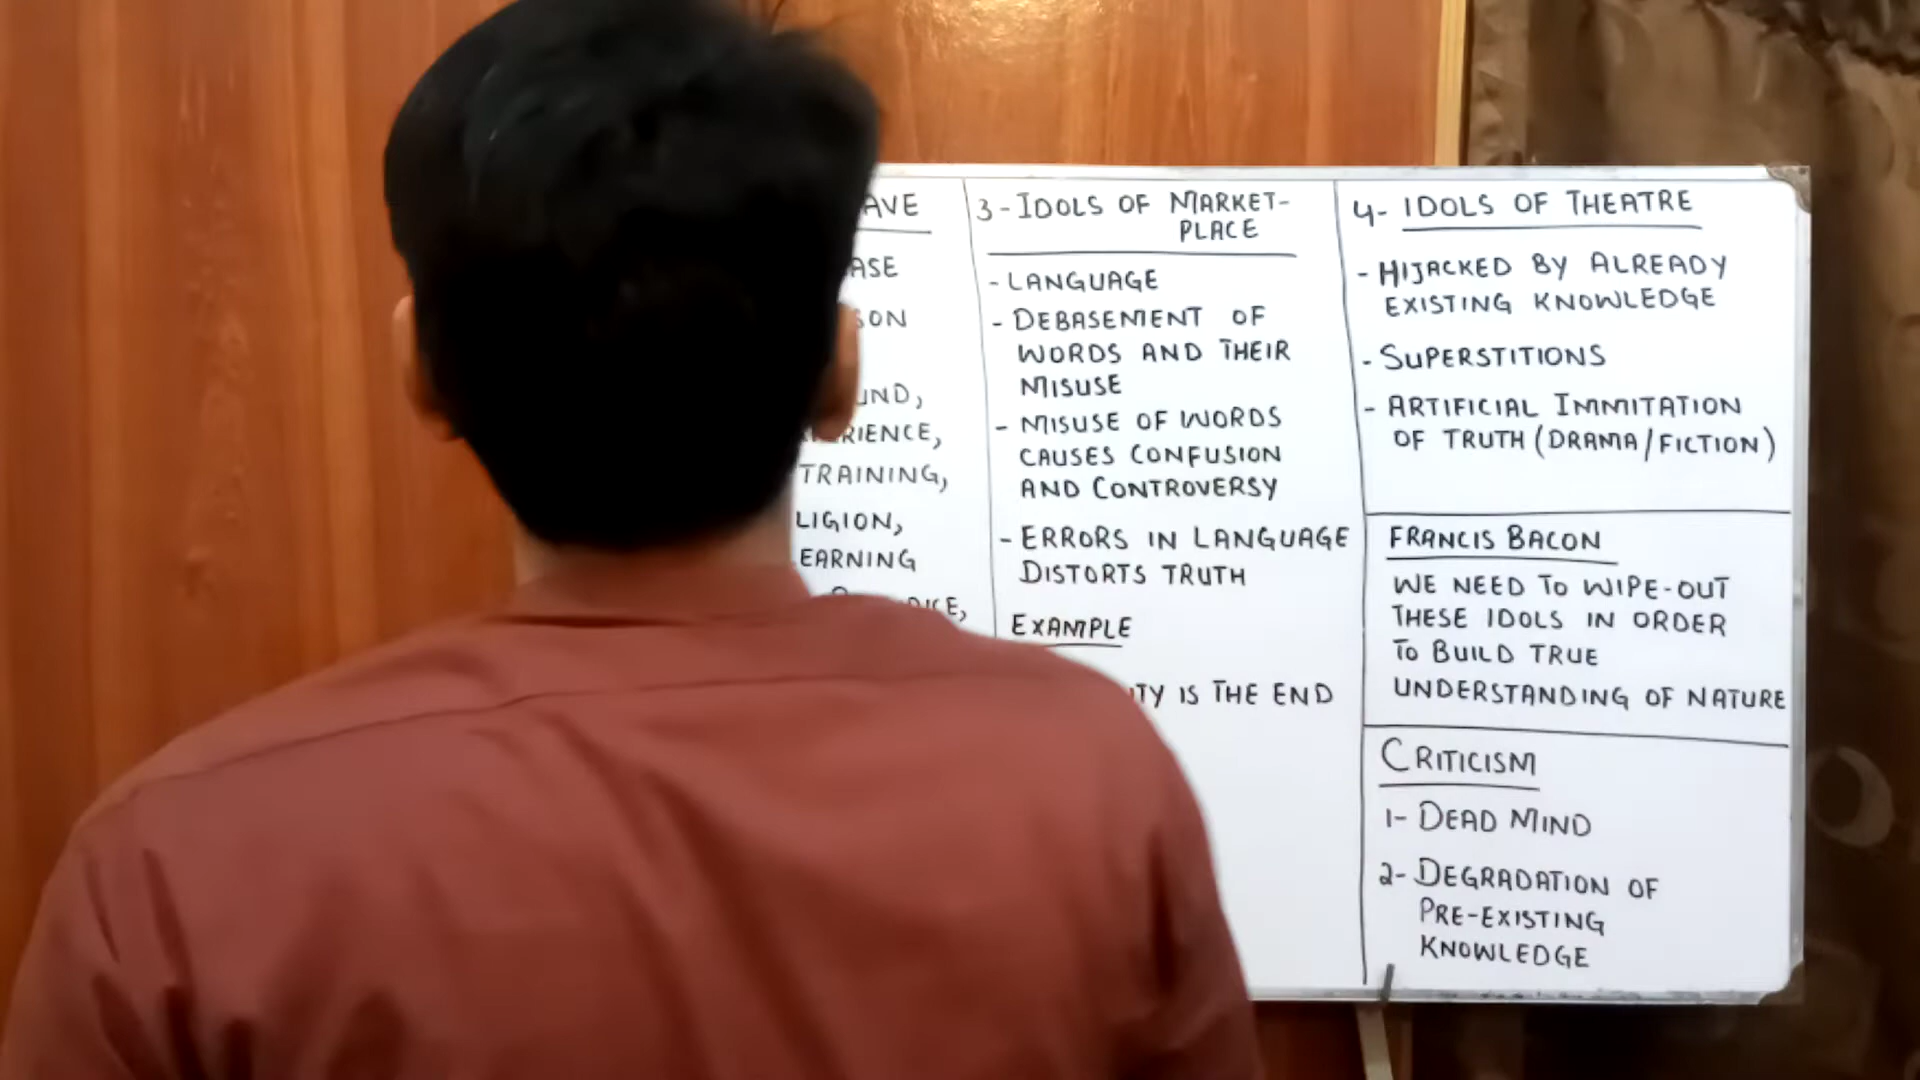 3-IDOLS OF MARKET-
PLACE
- LANGUAGE
- DEBASEMENT OF
WORDS AND THEIR
MISUSE
- MISUSE OF WORDS
CAUSES CONFUSION
AND CONTROVERSY
- ERRORS IN LANGUAGE
DISTORTS TRUTH
EXAMPLE
IS THE END
4- IDOLS OF THEATRE
- HIJACKED BY ALREADY
EXISTING KNOWLEDGE
- SUPERSTITIONS
- ARTIFICIAL IMMITATION
OF TRUTH (DRAMA/FICTION)
FRANCIS BACON
WE NEED TO WIPE-OUT
THESE IDOLS IN ORDER
TO BUILD TRUE
UNDERSTANDING OF NATURE
CRITICISM
1- DEAD MIND
2- DEGRADATION OF
PRE-EXISTING
KNOWLEDGE
TRAINING,